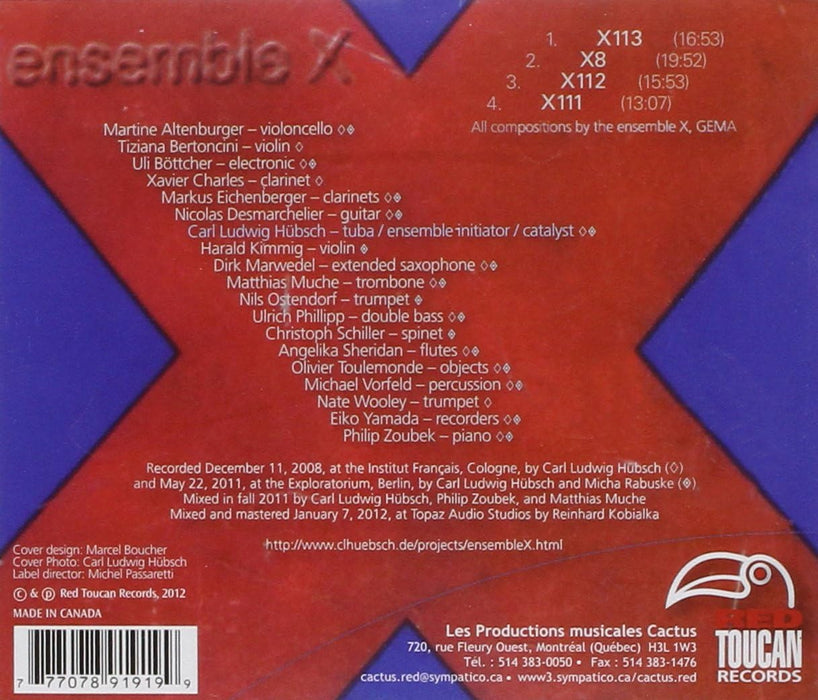 ensemble X
1. X113 (16:53)
2. X8 (19:52)
3. X112 (15:53)
4. X111 (13:07)
All compositions by the ensemble X, GEMA
Martine Altenburger – violoncello ◊◈
Tiziana Bertoncini – violin ◊
Uli Böttcher – electronic ◊◈
Xavier Charles – clarinet ◊
Markus Eichenberger – clarinets ◊◈
Nicolas Desmarchelier – guitar ◊◈
Carl Ludwig Hübsch – tuba / ensemble initiator / catalyst ◊◈
Harald Kimmig – violin ◈
Dirk Marwedel – extended saxophone ◊◈
Matthias Muche – trombone ◊◈
Nils Ostendorf – trumpet ◈
Ulrich Phillipp – double bass ◊◈
Christoph Schiller – spinet ◈
Angelika Sheridan – flutes ◊◈
Olivier Toulemonde – objects ◊◈
Michael Vorfeld – percussion ◊◈
Nate Wooley – trumpet ◊
Eiko Yamada – recorders ◊◈
Philip Zoubek – piano ◊◈
Recorded December 11, 2008, at the Institut Français, Cologne, by Carl Ludwig Hübsch (◊)
and May 22, 2011, at the Exploratorium, Berlin, by Carl Ludwig Hübsch and Micha Rabuske (◈)
Mixed in fall 2011 by Carl Ludwig Hübsch, Philip Zoubek, and Matthias Muche
Mixed and mastered January 7, 2012, at Topaz Audio Studios by Reinhard Kobialka
http://www.clhuebsch.de/projects/ensembleX.html
Cover design: Marcel Boucher
Cover Photo: Carl Ludwig Hübsch
Label director: Michel Passaretti
© & ℗ Red Toucan Records, 2012
MADE IN CANADA
7 77078 91919 9
Les Productions musicales Cactus
720, rue Fleury Ouest, Montréal (Québec) H3L 1W3
Tél. : 514 383-0050 • Fax : 514 383-1476
cactus.red@sympatico.ca • www3.sympatico.ca/cactus.red
RED
TOUCAN
RECORDS